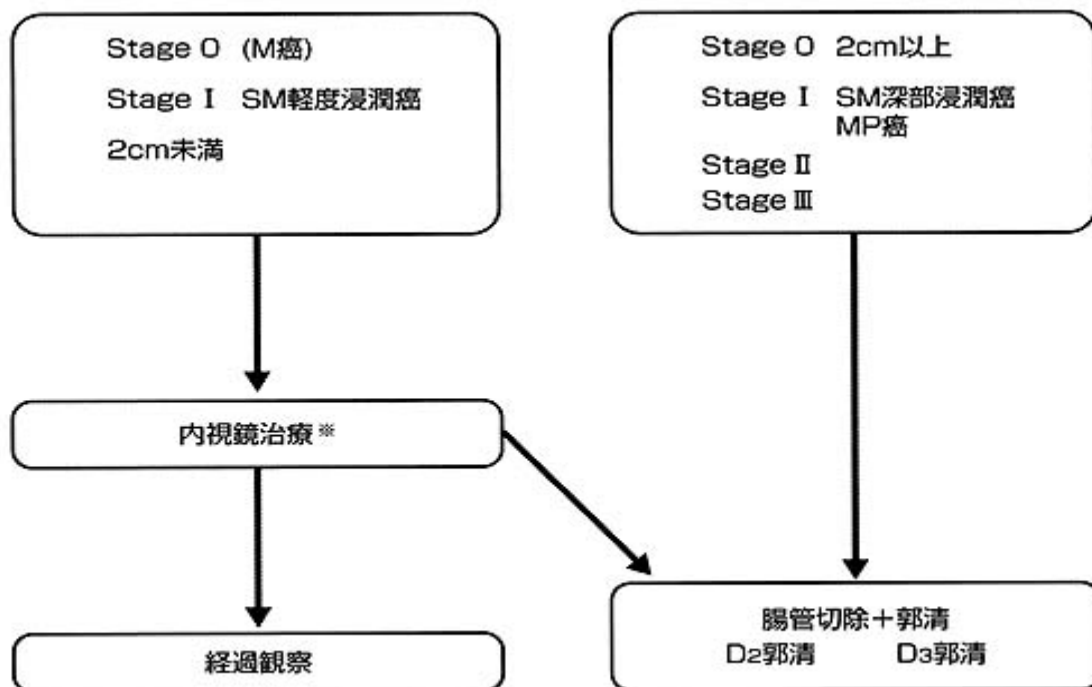 Stage 0 (M癌)
Stage Ⅰ SM軽度浸潤癌
2cm未満
Stage 0 2cm以上
Stage Ⅰ SM深部浸潤癌
MP癌
Stage Ⅱ
Stage Ⅲ
内視鏡治療※
経過観察
腸管切除+郭清
D2郭清 D3郭清